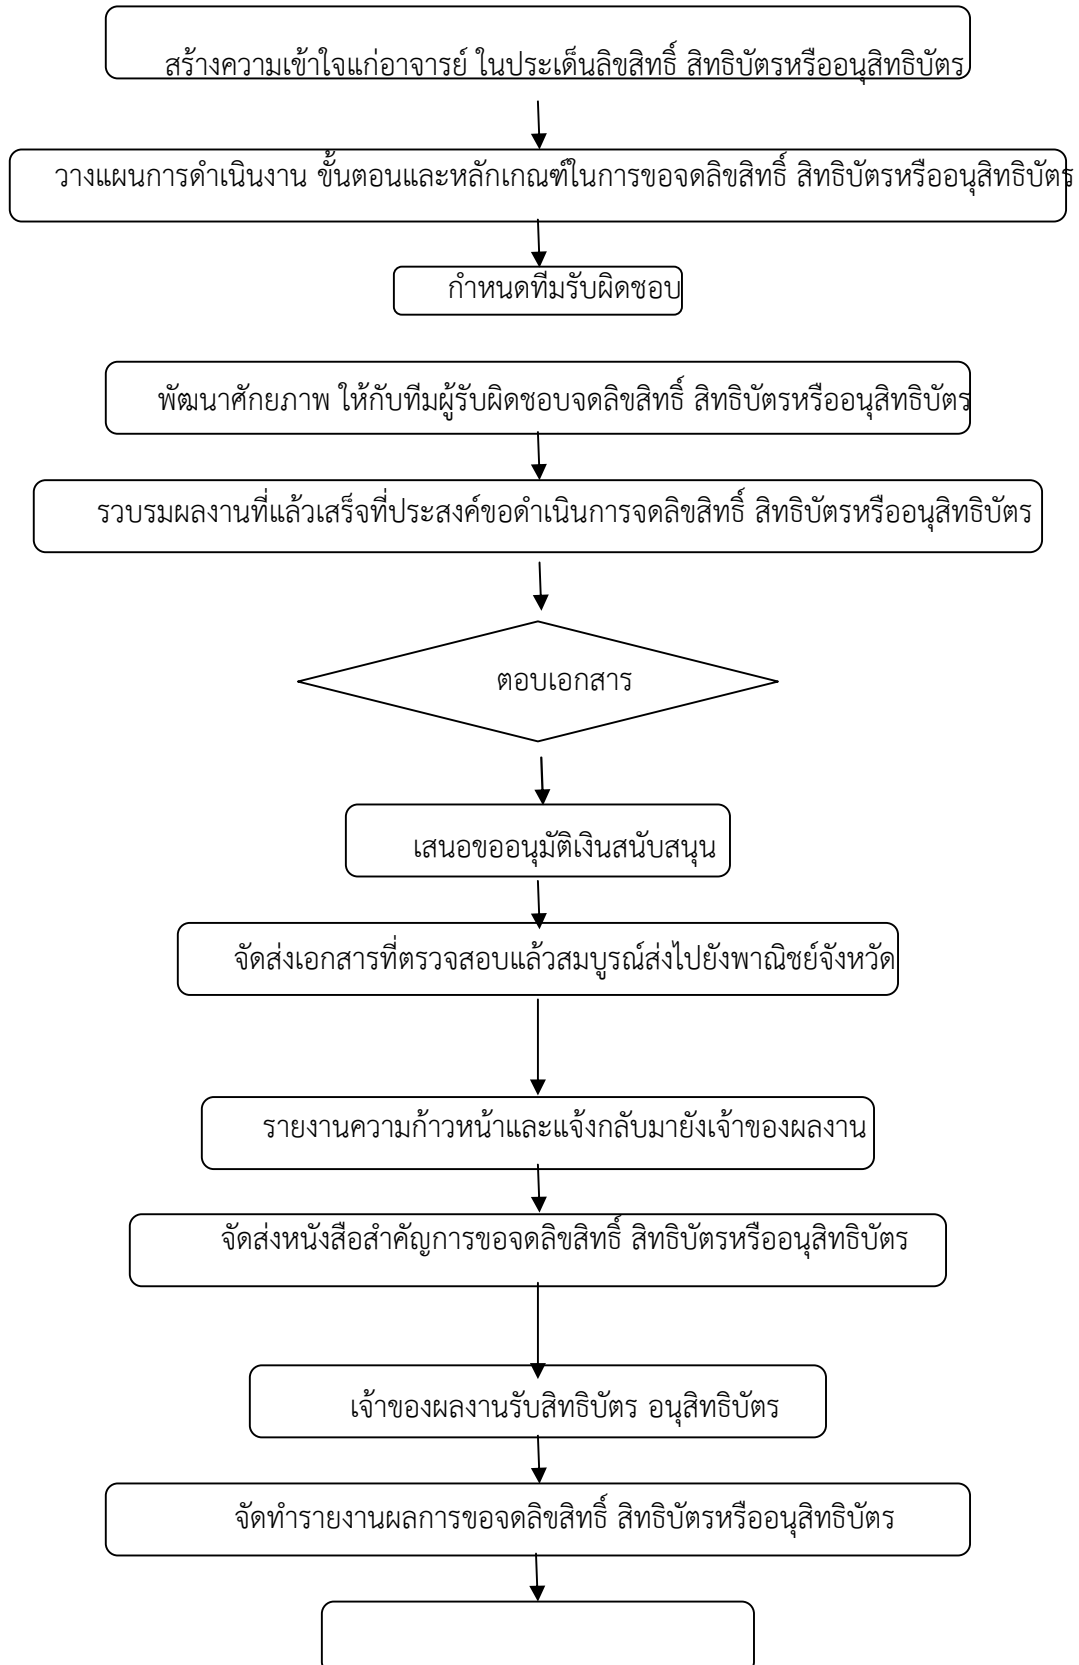 สร้างความเข้าใจแก่อาจารย์ ในประเด็นลิขสิทธิ์ สิทธิบัตรหรืออนุสิทธิบัตร
วางแผนการดำเนินงาน ขั้นตอนและหลักเกณฑ์ในการขอจดลิขสิทธิ์ สิทธิบัตรหรืออนุสิทธิบัตร
กำหนดทีมรับผิดชอบ
พัฒนาศักยภาพ ให้กับทีมผู้รับผิดชอบจดลิขสิทธิ์ สิทธิบัตรหรืออนุสิทธิบัตร
รวบรมผลงานที่แล้วเสร็จที่ประสงค์ขอดำเนินการจดลิขสิทธิ์ สิทธิบัตรหรืออนุสิทธิบัตร
ตอบเอกสาร
เสนอขออนุมัติเงินสนับสนุน
จัดส่งเอกสารที่ตรวจสอบแล้วสมบูรณ์ส่งไปยังพาณิชย์จังหวัด
รายงานความก้าวหน้าและแจ้งกลับมายังเจ้าของผลงาน
จัดส่งหนังสือสำคัญการขอจดลิขสิทธิ์ สิทธิบัตรหรืออนุสิทธิบัตร
เจ้าของผลงานรับสิทธิบัตร อนุสิทธิบัตร
จัดทำรายงานผลการขอจดลิขสิทธิ์ สิทธิบัตรหรืออนุสิทธิบัตร